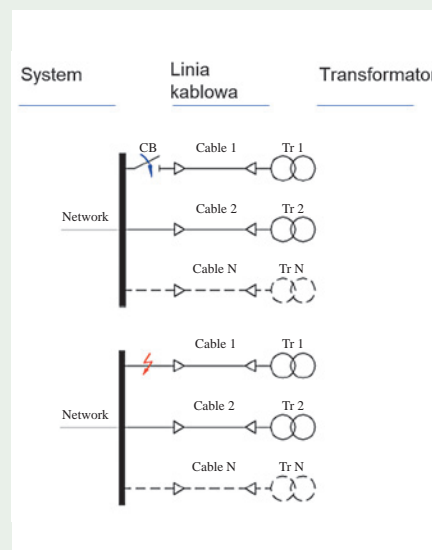 System
Linia
kablowa
Transformator
CB
Cable 1
Tr 1
Cable 2
Tr 2
Network
Cable N
Tr N
Cable 1
Tr 1
Cable 2
Tr 2
Network
Cable N
Tr N